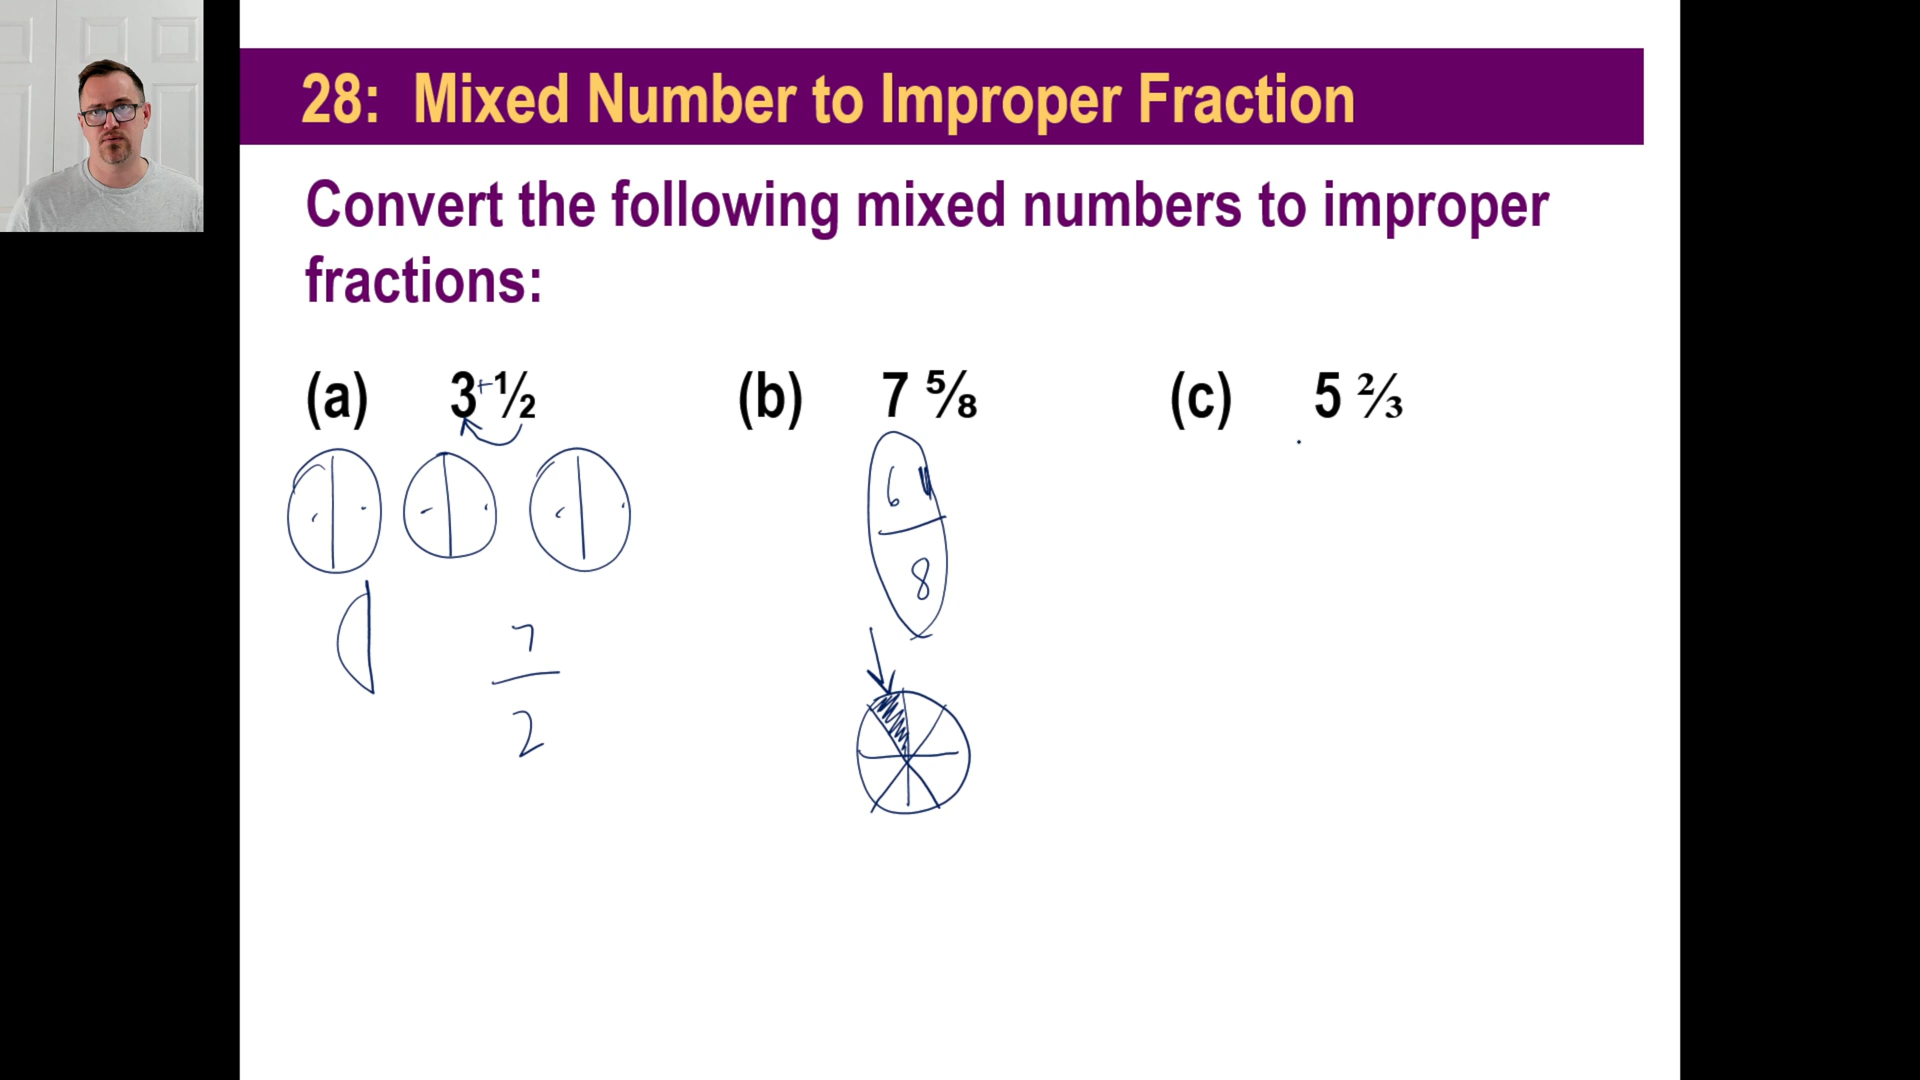 28: Mixed Number to Improper Fraction
Convert the following mixed numbers to improper
fractions:
(a) 3 + ½ (b) 7 ⅝ (c) 5 ⅔
6
8
7
2